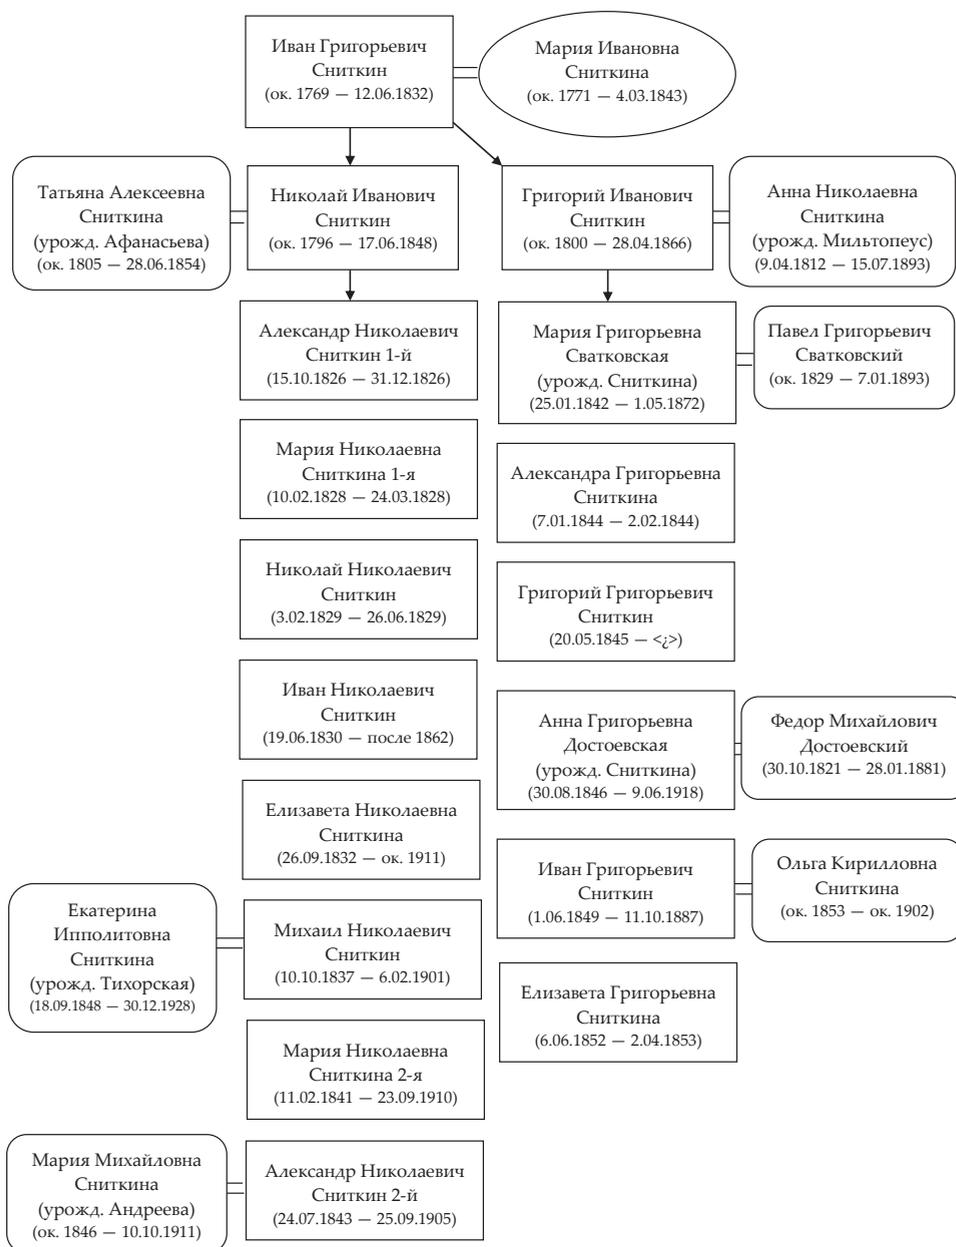 Иван Григорьевич
Сниткин
(ок. 1769 — 12.06.1832)
Мария Ивановна
Сниткина
(ок. 1771 — 4.03.1843)
Татьяна Алексеевна
Сниткина
(урожд. Афанасьева)
(ок. 1805 — 28.06.1854)
Николай Иванович
Сниткин
(ок. 1796 — 17.06.1848)
Григорий Иванович
Сниткин
(ок. 1800 — 28.04.1866)
Анна Николаевна
Сниткина
(урожд. Мильтопеус)
(9.04.1812 — 15.07.1893)
Александр Николаевич
Сниткин 1-й
(15.10.1826 — 31.12.1826)
Мария Григорьевна
Сватковская
(урожд. Сниткина)
(25.01.1842 — 1.05.1872)
Павел Григорьевич
Сватковский
(ок. 1829 — 7.01.1893)
Мария Николаевна
Сниткина 1-я
(10.02.1828 — 24.03.1828)
Александра Григорьевна
Сниткина
(7.01.1844 — 2.02.1844)
Николай Николаевич
Сниткин
(3.02.1829 — 26.06.1829)
Григорий Григорьевич
Сниткин
(20.05.1845 — <¿>)
Иван Николаевич
Сниткин
(19.06.1830 — после 1862)
Анна Григорьевна
Достоевская
(урожд. Сниткина)
(30.08.1846 — 9.06.1918)
Федор Михайлович
Достоевский
(30.10.1821 — 28.01.1881)
Елизавета Николаевна
Сниткина
(26.09.1832 — ок. 1911)
Иван Григорьевич
Сниткин
(1.06.1849 — 11.10.1887)
Ольга Кирилловна
Сниткина
(ок. 1853 — ок. 1902)
Екатерина
Ипполитовна
Сниткина
(урожд. Тихорская)
(18.09.1848 — 30.12.1928)
Михаил Николаевич
Сниткин
(10.10.1837 — 6.02.1901)
Елизавета Григорьевна
Сниткина
(6.06.1852 — 2.04.1853)
Мария Николаевна
Сниткина 2-я
(11.02.1841 — 23.09.1910)
Мария Михайловна
Сниткина
(урожд. Андреева)
(ок. 1846 — 10.10.1911)
Александр Николаевич
Сниткин 2-й
(24.07.1843 — 25.09.1905)